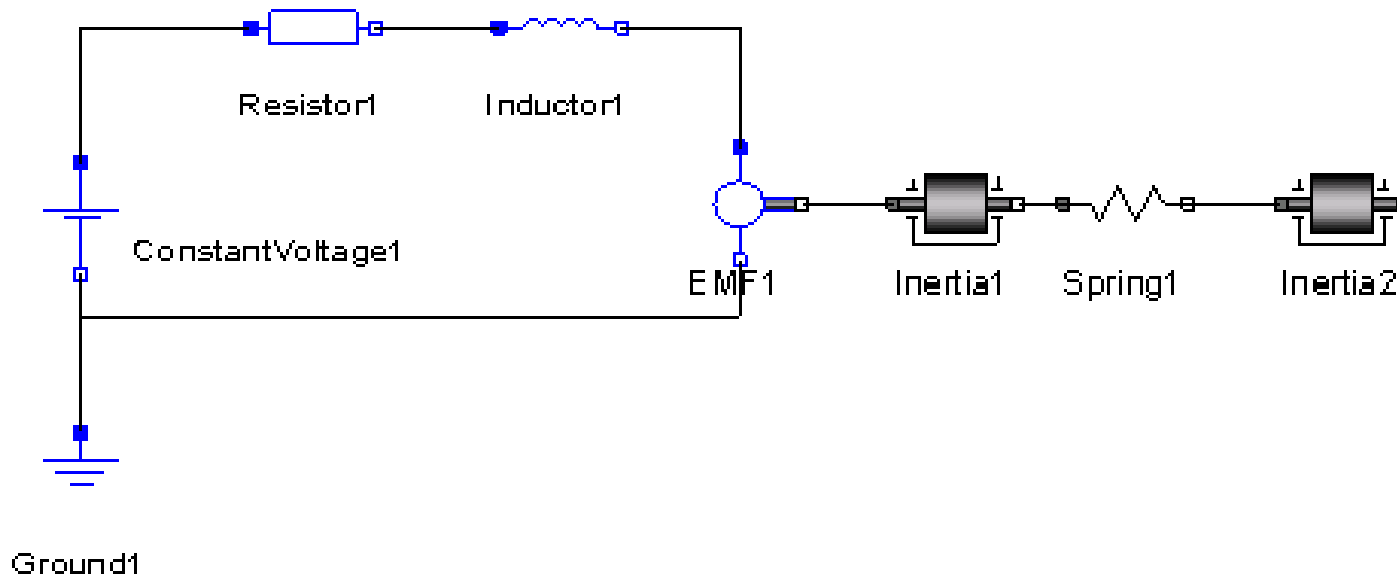 Resistor1
Inductor1
ConstantVoltage1
EMF1
Inertia1
Spring1
Inertia2
Ground1